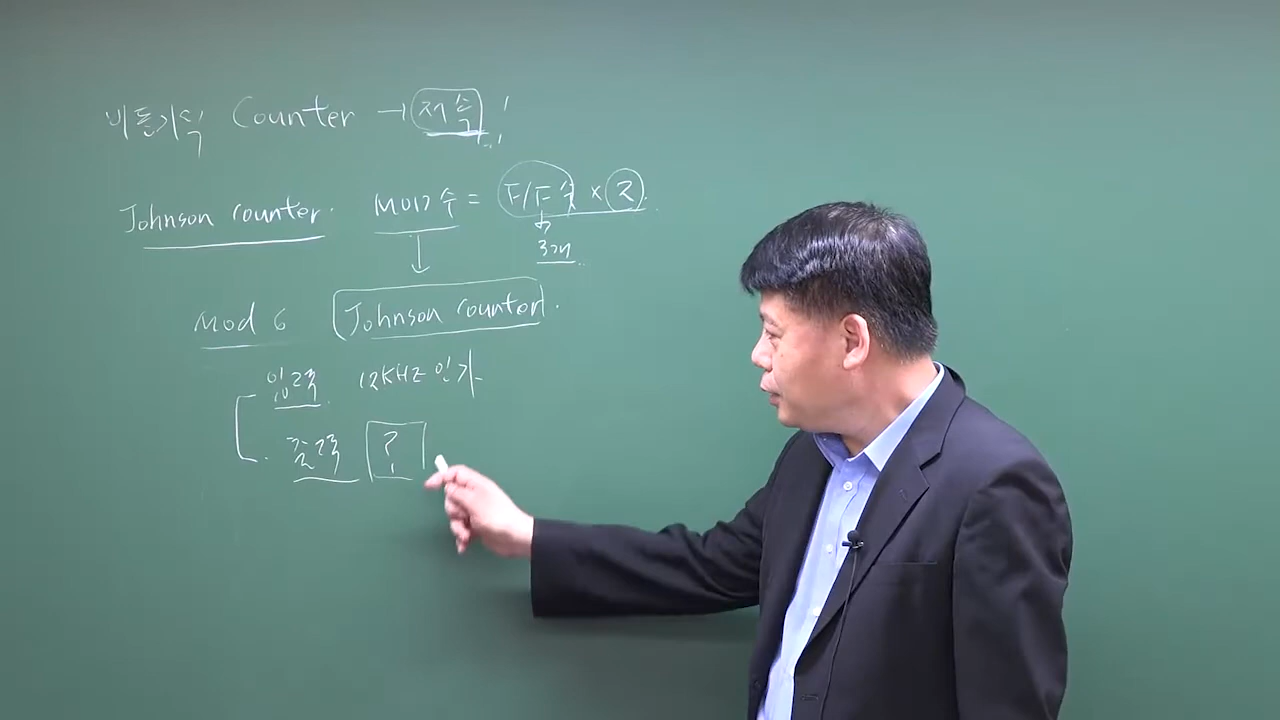 비동기식 Counter → 저속
Johnson counter. MOD 수 = F/F 수 × 2.
3개
Mod 6 Johnson counter.
입력 12KHZ 인가
출력 ?